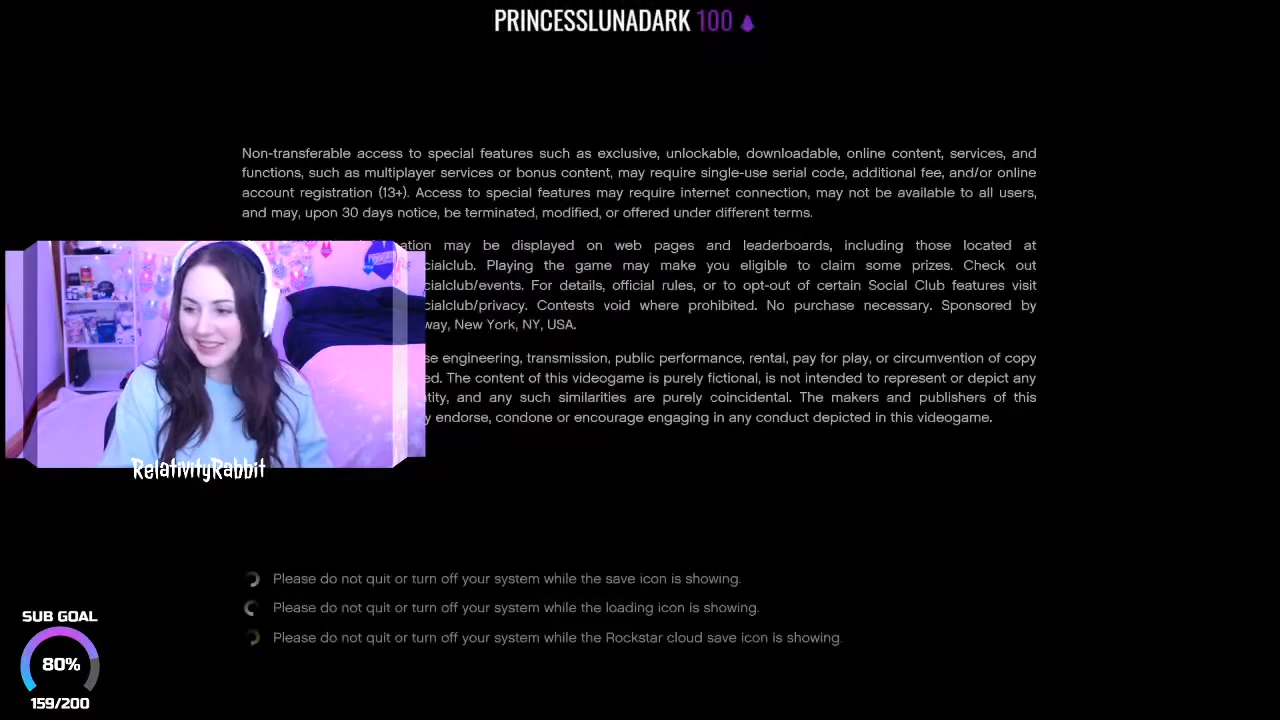 PRINCESSLUNADARK 100
Non-transferable access to special features such as exclusive, unlockable, downloadable, online content, services, and
functions, such as multiplayer services or bonus content, may require single-use serial code, additional fee, and/or online
account registration (13+). Access to special features may require internet connection, may not be available to all users,
and may, upon 30 days notice, be terminated, modified, or offered under different terms.
may be displayed on web pages and leaderboards, including those located at
cialclub. Playing the game may make you eligible to claim some prizes. Check out
cialclub/events. For details, official rules, or to opt-out of certain Social Club features visit
cialclub/privacy. Contests void where prohibited. No purchase necessary. Sponsored by
way, New York, NY, USA.
se engineering, transmission, public performance, rental, pay for play, or circumvention of copy
ed. The content of this videogame is purely fictional, is not intended to represent or depict any
tity, and any such similarities are purely coincidental. The makers and publishers of this
y endorse, condone or encourage engaging in any conduct depicted in this videogame.
RelativityRabbit
Please do not quit or turn off your system while the save icon is showing.
Please do not quit or turn off your system while the loading icon is showing.
Please do not quit or turn off your system while the Rockstar cloud save icon is showing.
SUB GOAL
80%
159/200